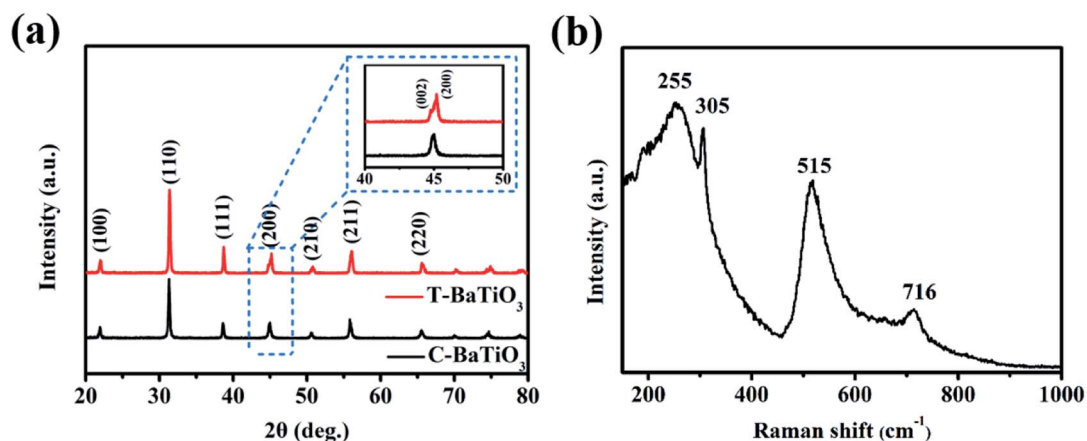 (a)
Intensity (a.u.)
(100)
(110)
(111)
(200)
(210)
(211)
(220)
(002)
(200)
40 45 50
T-BaTiO3
C-BaTiO3
20 30 40 50 60 70 80
2θ (deg.)
(b)
Intensity (a.u.)
255
305
515
716
200 400 600 800 1000
Raman shift (cm-1)